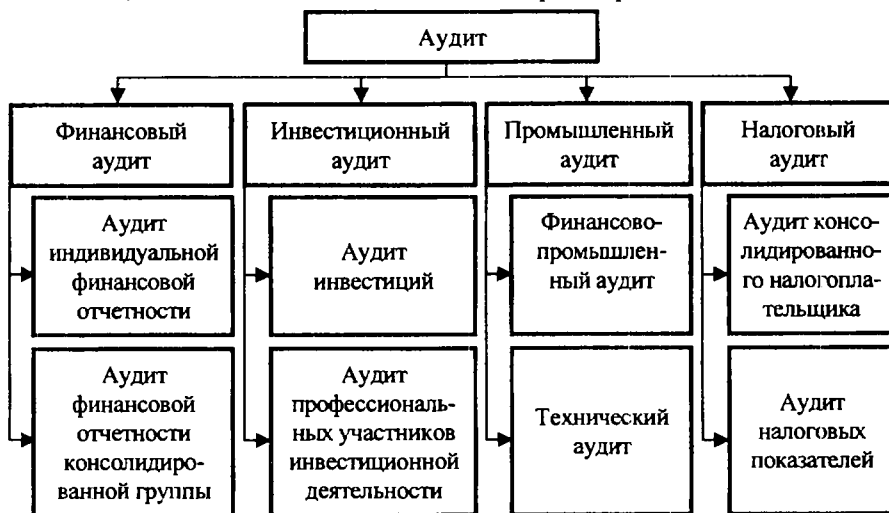 Аудит
Финансовый
аудит
Инвестиционный
аудит
Промышленный
аудит
Налоговый
аудит
Аудит
индивидуальной
финансовой
отчетности
Аудит
инвестиций
Финансово-
промышлен-
ный аудит
Аудит консо-
лидированно-
го налогопла-
тельщика
Аудит
финансовой
отчетности
консолидиро-
ванной группы
Аудит
профессиональ-
ных участников
инвестиционной
деятельности
Технический
аудит
Аудит
налоговых
показателей